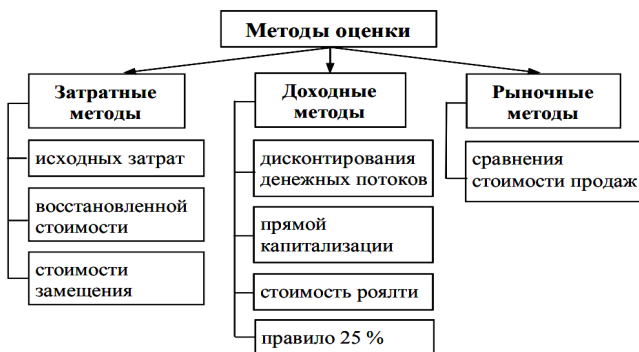 Методы оценки
Затратные
методы
исходных затрат
восстановленной
стоимости
стоимости
замещения
Доходные
методы
дисконтирования
денежных потоков
прямой
капитализации
стоимость роялти
правило 25 %
Рыночные
методы
сравнения
стоимости продаж